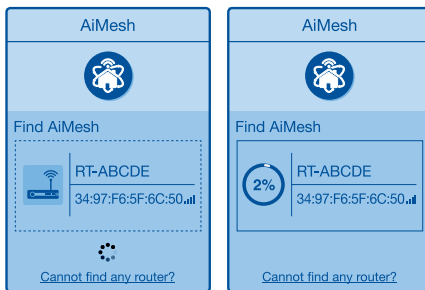 AiMesh
Find AiMesh
RT-ABCDE
34:97:F6:5F:6C:50
Cannot find any router?
AiMesh
Find AiMesh
2%
RT-ABCDE
34:97:F6:5F:6C:50
Cannot find any router?